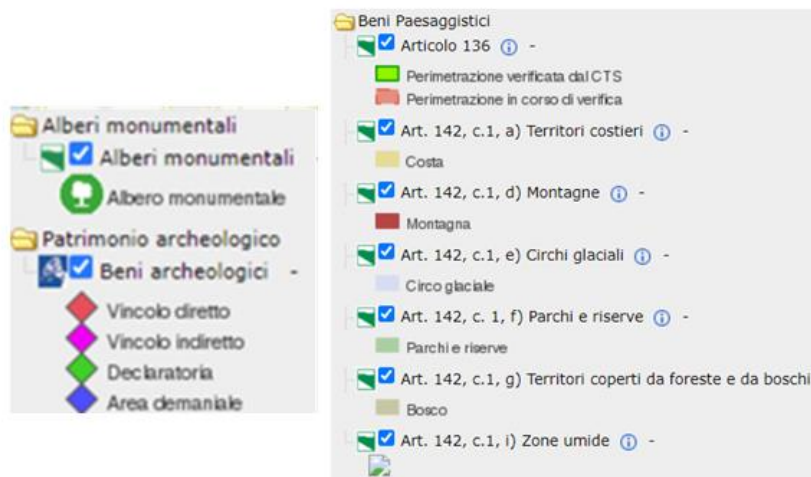 Alberi monumentali
Alberi monumentali
Albero monumentale
Patrimonio archeologico
Beni archeologici -
Vincolo diretto
Vincolo indiretto
Declaratoria
Area demaniale
Beni Paesaggistici
Articolo 136 i -
Perimetrazione verificata dal CTS
Perimetrazione in corso di verifica
Art. 142, c.1, a) Territori costieri i -
Costa
Art. 142, c.1, d) Montagne i -
Montagna
Art. 142, c.1, e) Circhi glaciali i -
Circo glaciale
Art. 142, c. 1, f) Parchi e riserve i -
Parchi e riserve
Art. 142, c.1, g) Territori coperti da foreste e da boschi
Bosco
Art. 142, c.1, i) Zone umide i -